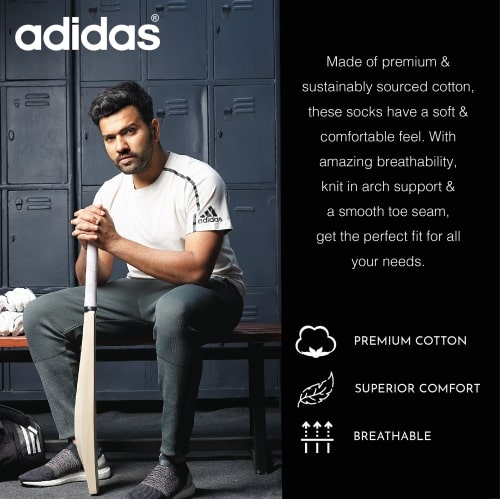 adidas®
adidas
Made of premium &
sustainably sourced cotton,
these socks have a soft &
comfortable feel. With
amazing breathability,
knit in arch support &
a smooth toe seam,
get the perfect fit for all
your needs.
PREMIUM COTTON
SUPERIOR COMFORT
BREATHABLE